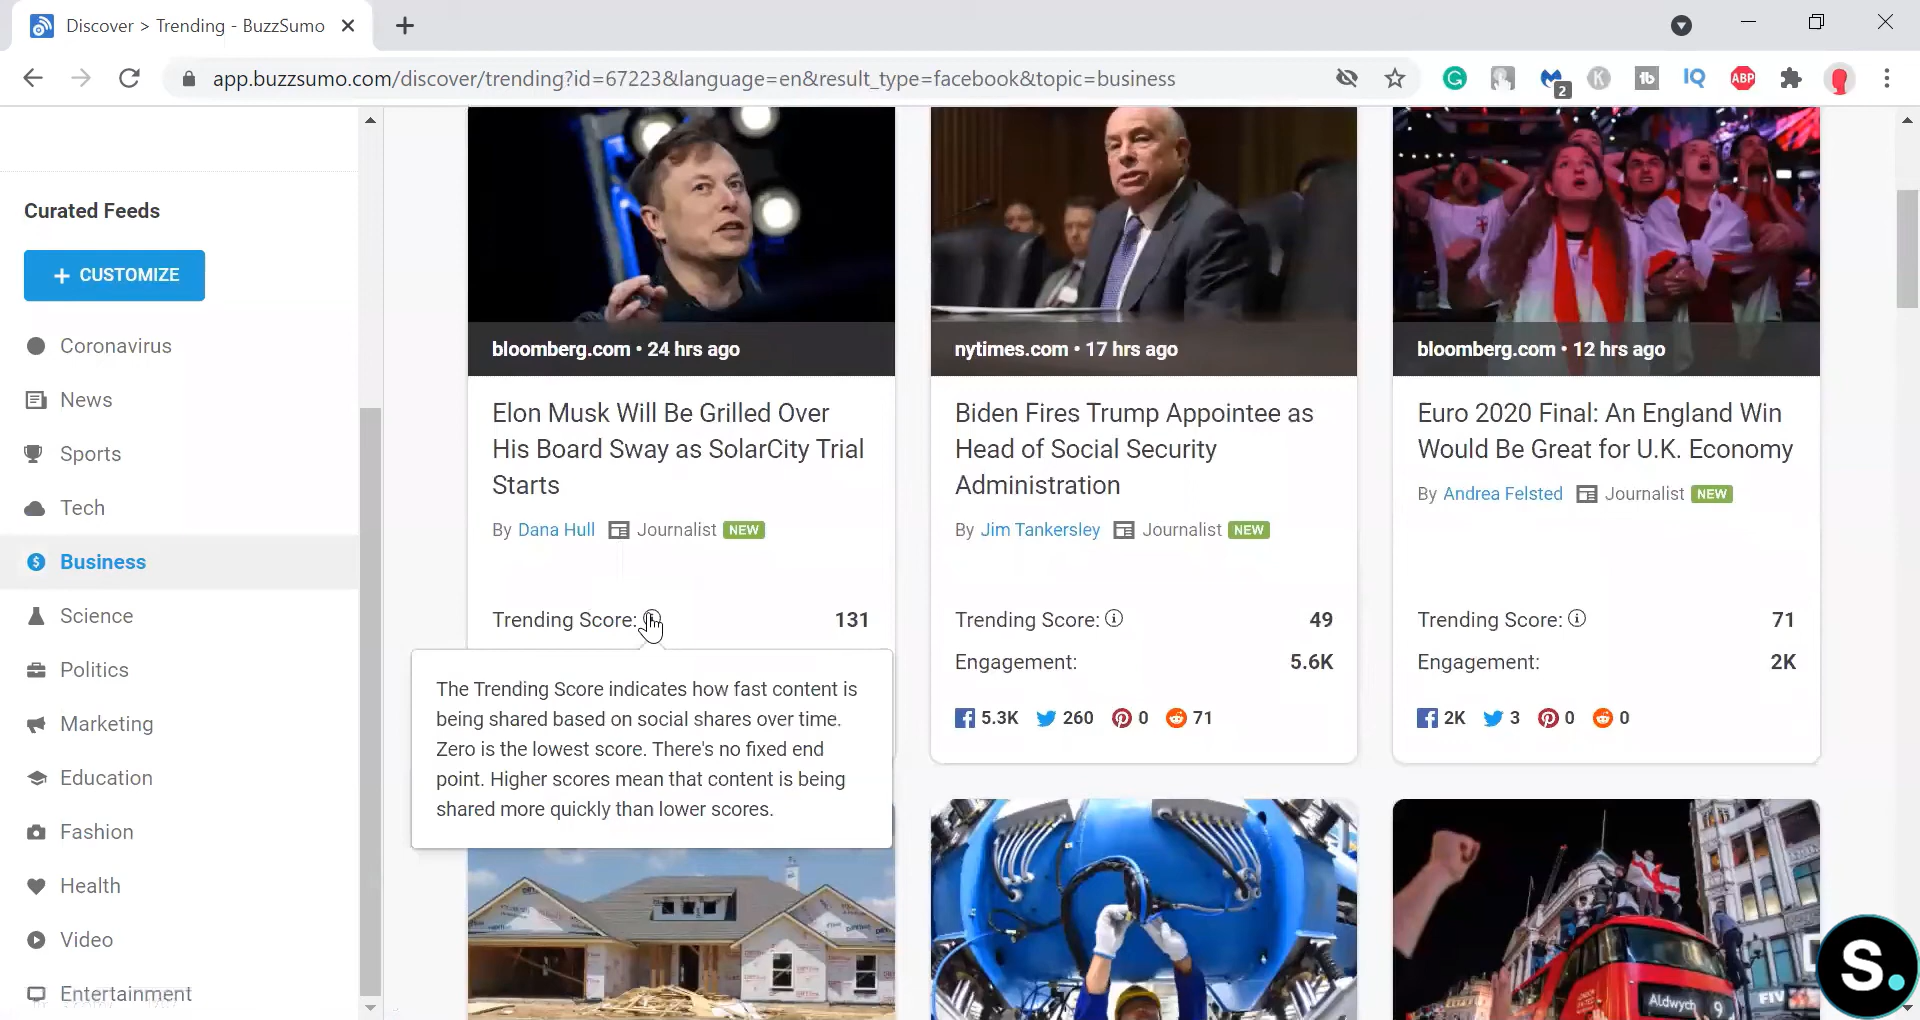 Discover > Trending - BuzzSumo
app.buzzsumo.com/discover/trending?id=67223&language=en&result_type=facebook&topic=business
2
K
tb
IQ
ABP
Curated Feeds
+ CUSTOMIZE
Coronavirus
News
Sports
Tech
Business
Science
Politics
Marketing
Education
Fashion
Health
Video
Entertainment
bloomberg.com • 24 hrs ago
Elon Musk Will Be Grilled Over
His Board Sway as SolarCity Trial
Starts
By Dana Hull Journalist NEW
Trending Score: 131
The Trending Score indicates how fast content is
being shared based on social shares over time.
Zero is the lowest score. There's no fixed end
point. Higher scores mean that content is being
shared more quickly than lower scores.
nytimes.com • 17 hrs ago
Biden Fires Trump Appointee as
Head of Social Security
Administration
By Jim Tankersley Journalist NEW
Trending Score: 49
Engagement: 5.6K
5.3K 260 0 71
bloomberg.com • 12 hrs ago
Euro 2020 Final: An England Win
Would Be Great for U.K. Economy
By Andrea Felsted Journalist NEW
Trending Score: 71
Engagement: 2K
2K 3 0 0
Aldwych 9
FIV
S.